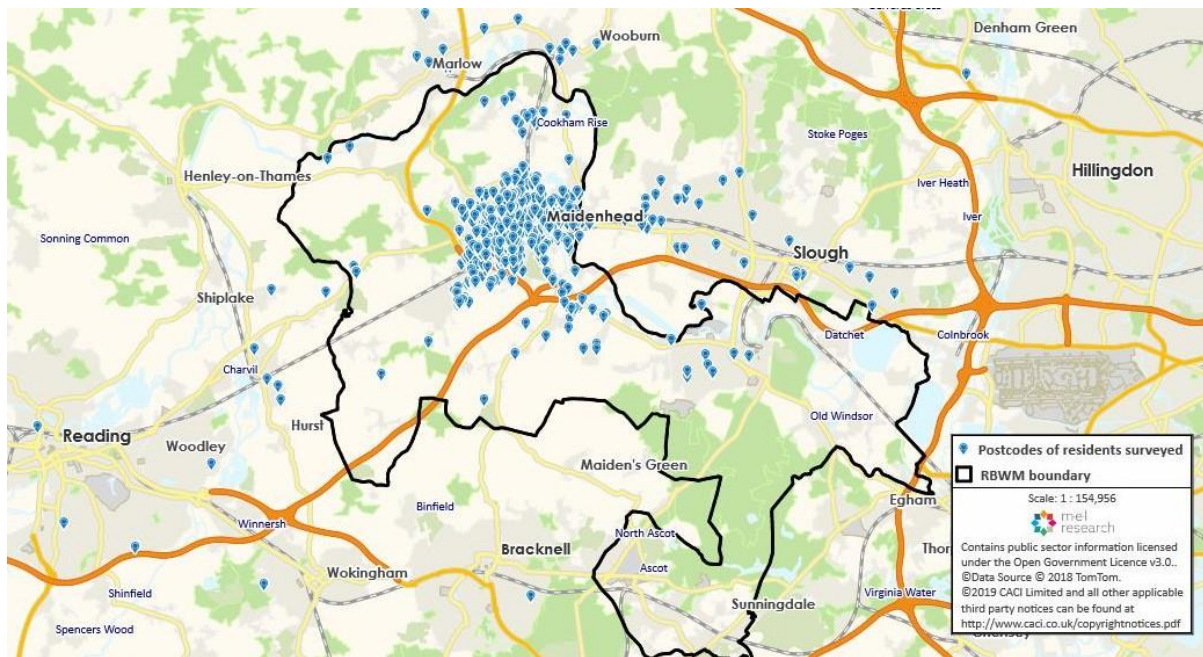 Denham Green
Wooburn
Marlow
Cookham Rise
Stoke Poges
Hillingdon
Henley-on-Thames
Iver Heath
Maidenhead
Iver
Sonning Common
Slough
Shiplake
Datchet
Colnbrook
Charvil
Old Windsor
Hurst
Reading
Woodley
Maiden's Green
Egham
Binfield
Winnersh
North Ascot
Bracknell
Ascot
Wokingham
Shinfield
Virginia Water
Sunningdale
Spencers Wood
Postcodes of residents surveyed
RBWM boundary
Scale: 1 : 154,956
mel
research
Contains public sector information licensed
under the Open Government Licence v3.0..
©Data Source © 2018 TomTom.
©2019 CACI Limited and all other applicable
third party notices can be found at
http://www.caci.co.uk/copyrightnotices.pdf